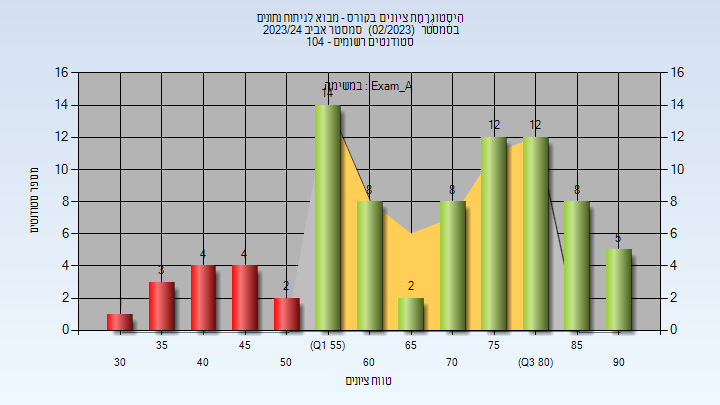 היסטוגרמת ציונים בקורס - מבוא לניתוח נתונים
בסמסטר (02/2023) סמסטר אביב 2023/24
סטודנטים רשומים - 104
במשימה : Exam_A
מספר סטודנטים
16 14 12 10 8 6 4 2 0
3 4 4 2 14 8 2 8 12 12 8 5
16 14 12 10 8 6 4 2 0
35 45 (Q1 55) 65 75 85
30 40 50 60 70 (Q3 80) 90
טווח ציונים